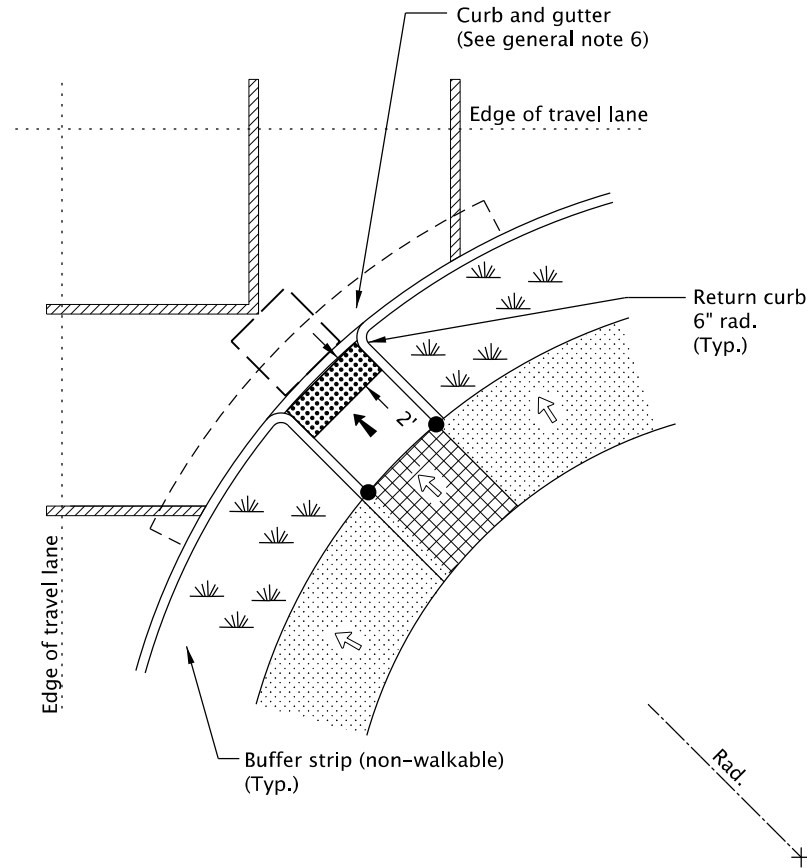 Curb and gutter
(See general note 6)
Edge of travel lane
Return curb
6" rad.
(Typ.)
2'
Edge of travel lane
Buffer strip (non-walkable)
(Typ.)
Rad.